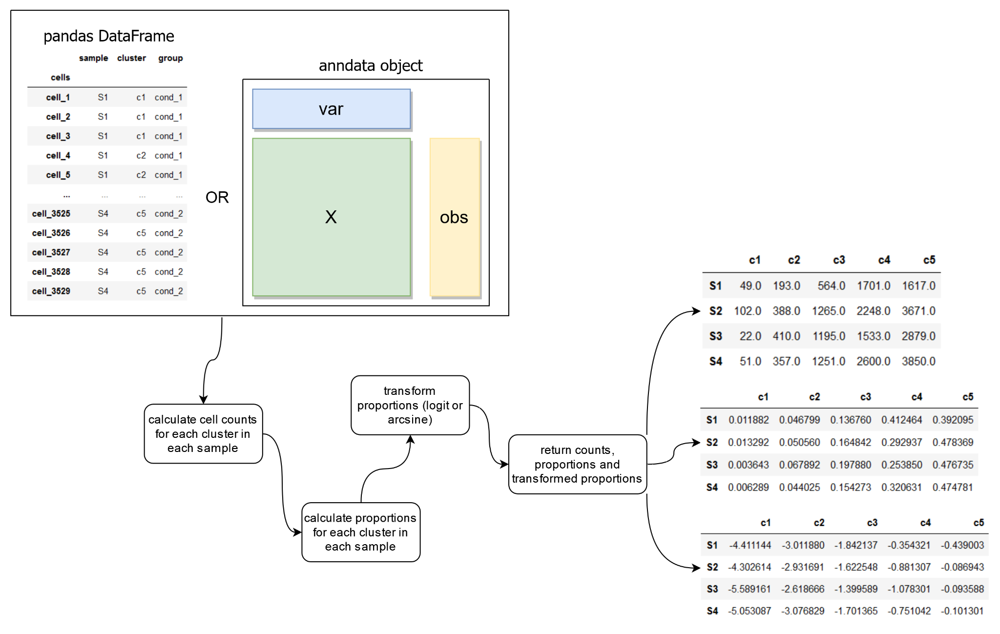 pandas DataFrame
sample cluster group
cells
cell_1 S1 c1 cond_1
cell_2 S1 c1 cond_1
cell_3 S1 c1 cond_1
cell_4 S1 c2 cond_1
cell_5 S1 c2 cond_1
... ... ... ...
cell_3525 S4 c5 cond_2
cell_3526 S4 c5 cond_2
cell_3527 S4 c5 cond_2
cell_3528 S4 c5 cond_2
cell_3529 S4 c5 cond_2
OR
anndata object
var
X
obs
calculate cell counts
for each cluster in
each sample
calculate proportions
for each cluster in
each sample
transform
proportions (logit or
arcsine)
return counts,
proportions and
transformed proportions
c1 c2 c3 c4 c5
S1 49.0 193.0 564.0 1701.0 1617.0
S2 102.0 388.0 1265.0 2248.0 3671.0
S3 22.0 410.0 1195.0 1533.0 2879.0
S4 51.0 357.0 1251.0 2600.0 3850.0
c1 c2 c3 c4 c5
S1 0.011882 0.046799 0.136760 0.412464 0.392095
S2 0.013292 0.050560 0.164842 0.292937 0.478369
S3 0.003643 0.067892 0.197880 0.253850 0.476735
S4 0.006289 0.044025 0.154273 0.320631 0.474781
c1 c2 c3 c4 c5
S1 -4.411144 -3.011880 -1.842137 -0.354321 -0.439003
S2 -4.302614 -2.931691 -1.622548 -0.881307 -0.086943
S3 -5.589161 -2.618666 -1.399589 -1.078301 -0.093588
S4 -5.053087 -3.076829 -1.701365 -0.751042 -0.101301